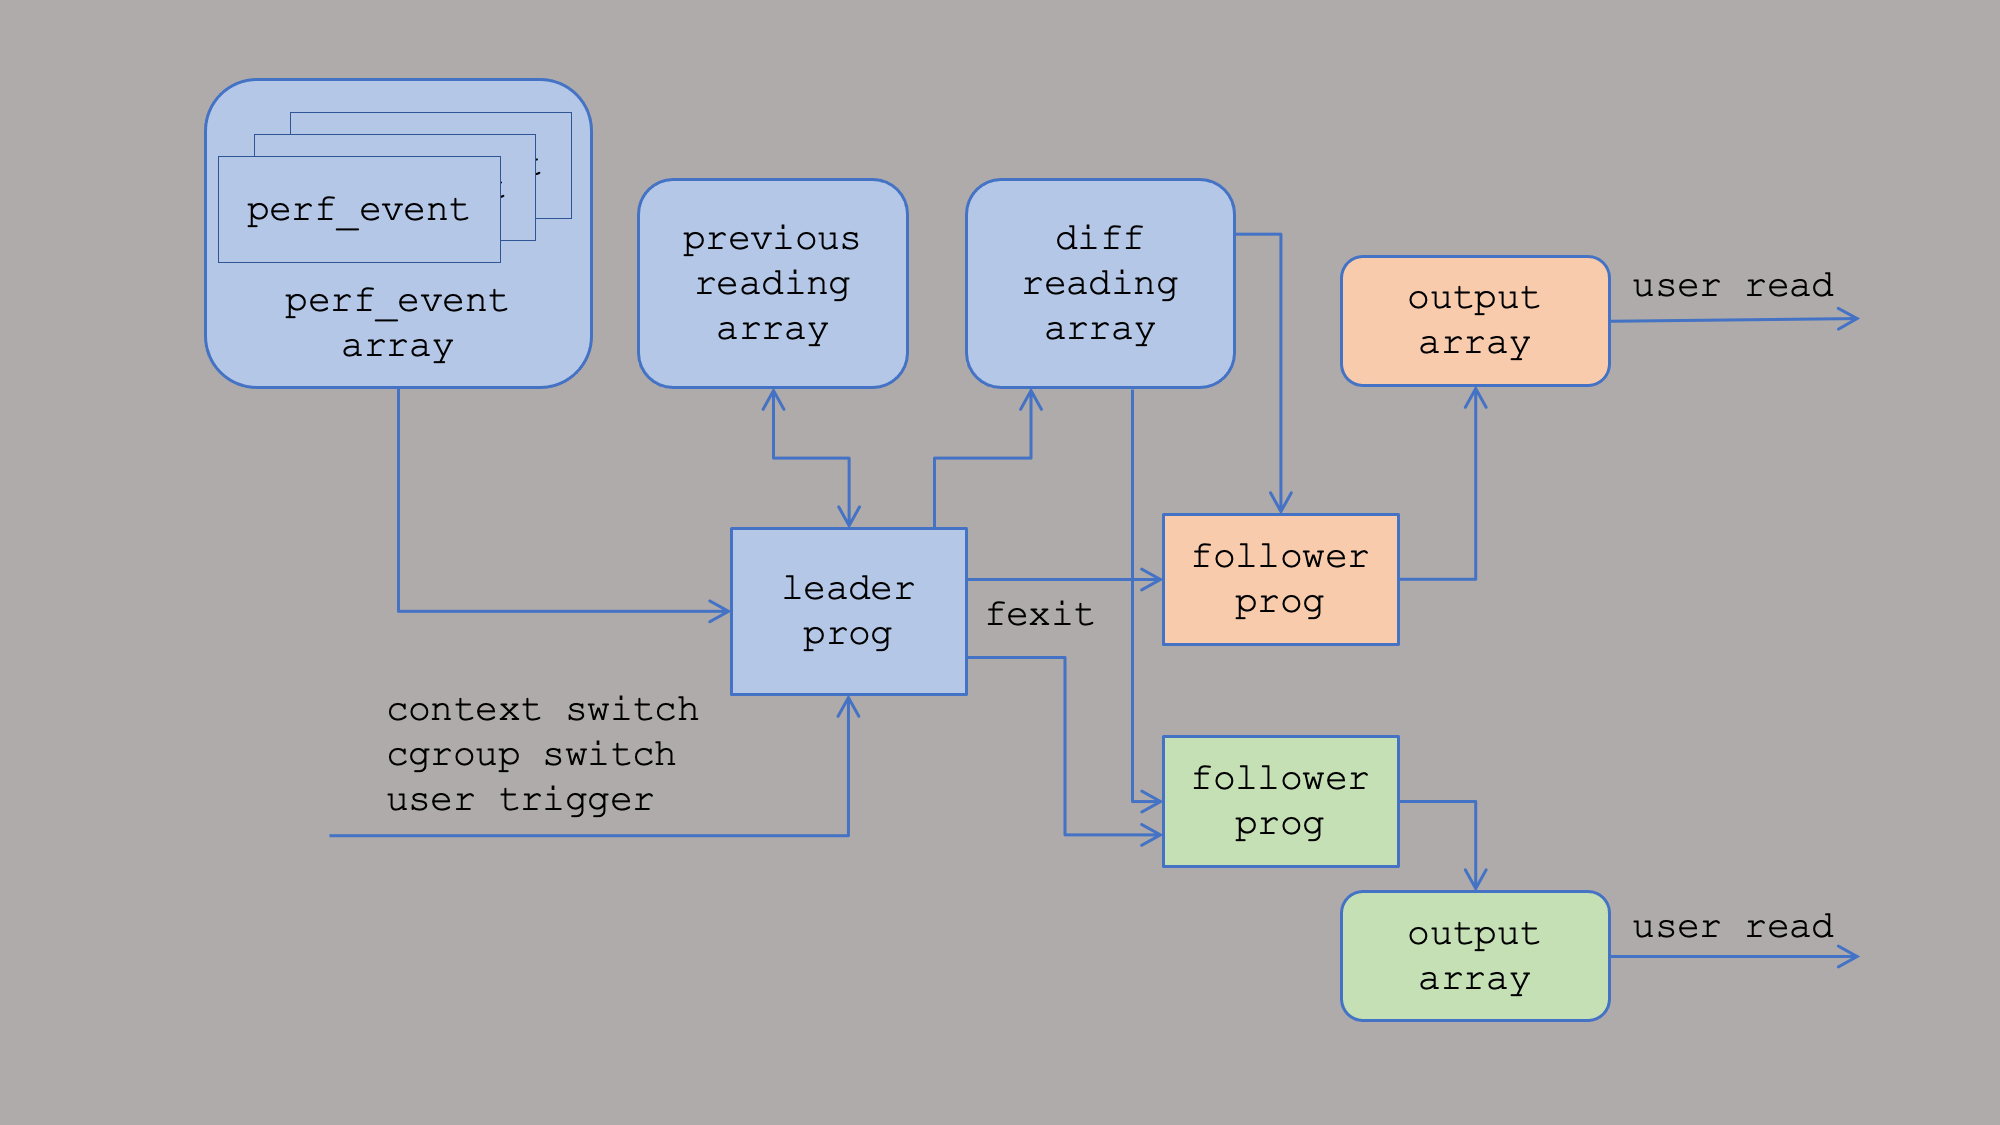 perf_event
perf_event
array
previous
reading
array
diff
reading
array
output
array
user read
leader
prog
fexit
follower
prog
context switch
cgroup switch
user trigger
follower
prog
output
array
user read